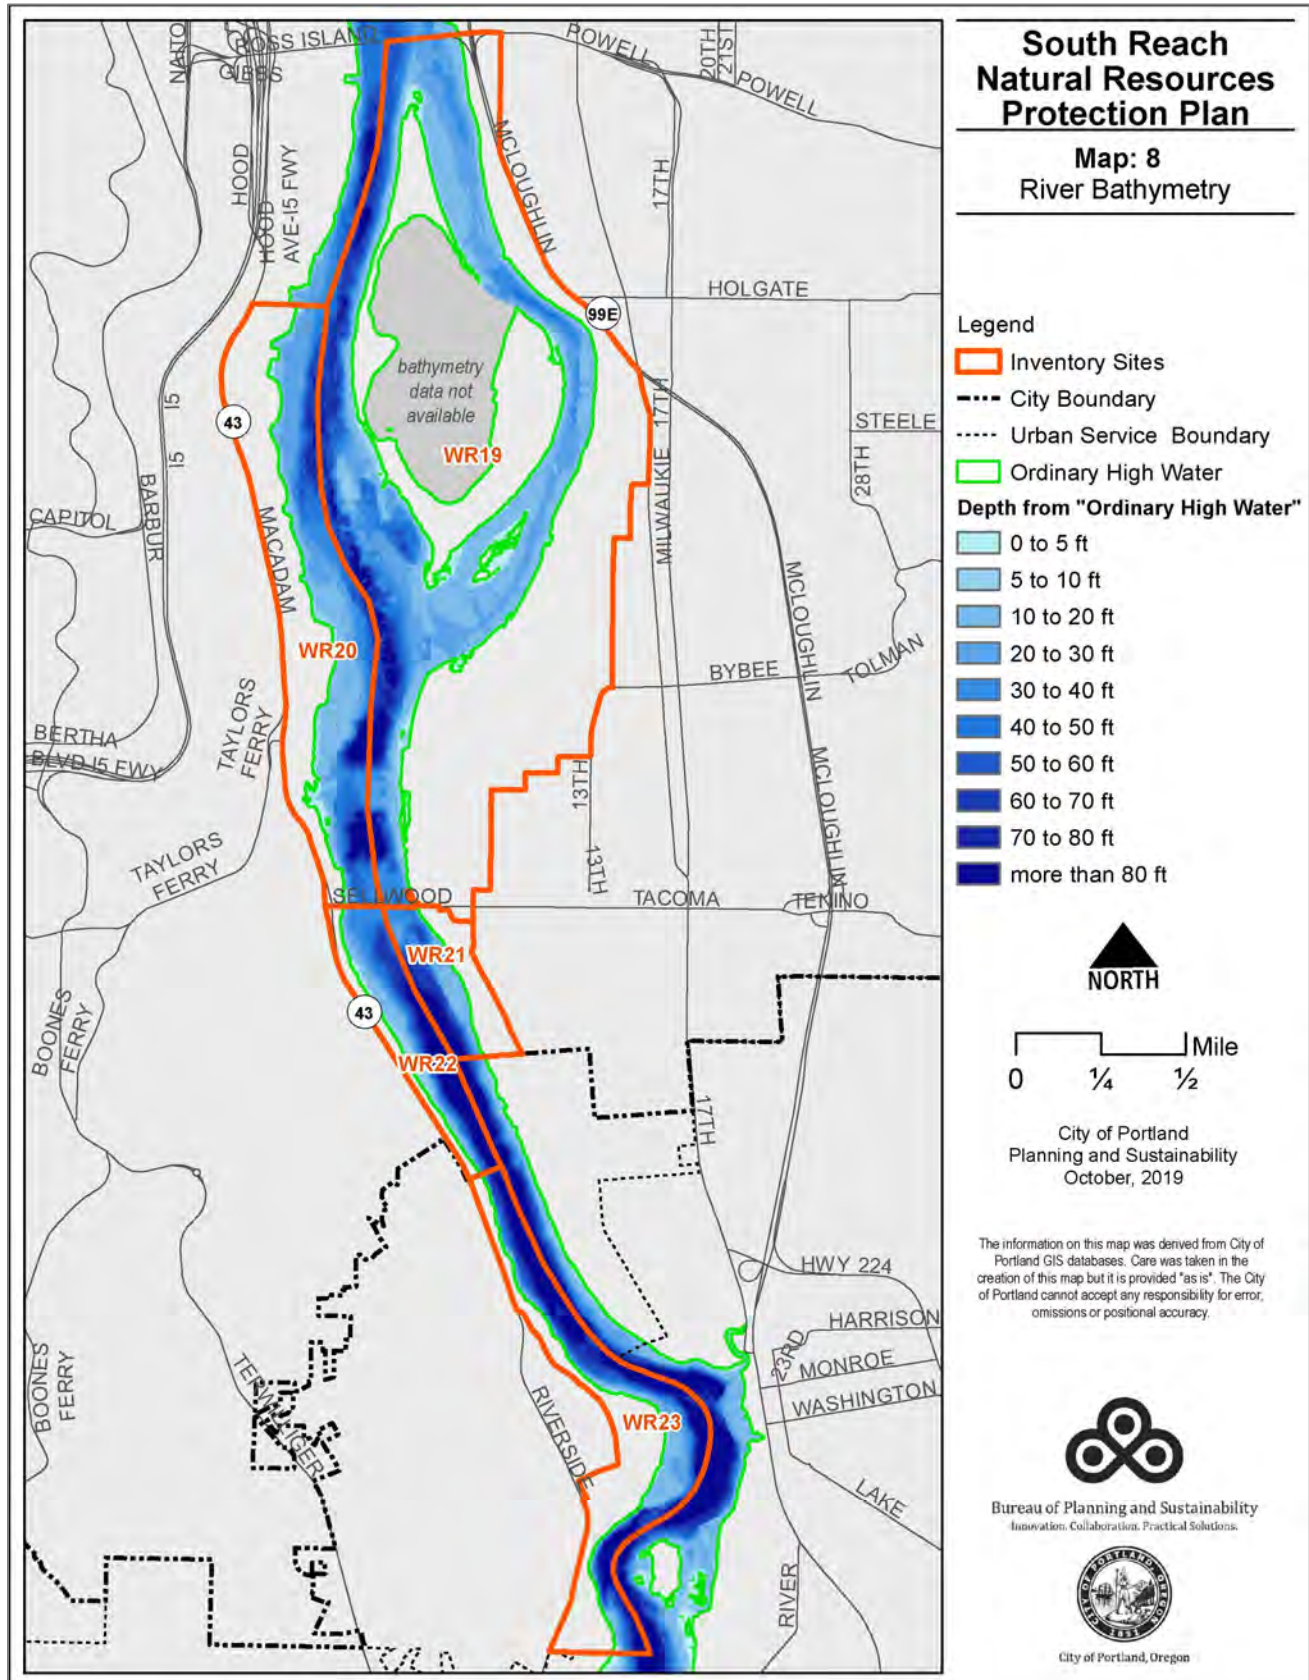 South Reach
Natural Resources
Protection Plan
Map: 8
River Bathymetry
Legend
Inventory Sites
City Boundary
Urban Service Boundary
Ordinary High Water
Depth from "Ordinary High Water"
0 to 5 ft
5 to 10 ft
10 to 20 ft
20 to 30 ft
30 to 40 ft
40 to 50 ft
50 to 60 ft
60 to 70 ft
70 to 80 ft
more than 80 ft
NORTH
Mile
0 ¼ ½
City of Portland
Planning and Sustainability
October, 2019
The information on this map was derived from City of
Portland GIS databases. Care was taken in the
creation of this map but it is provided "as is". The City
of Portland cannot accept any responsibility for error,
omissions or positional accuracy.
Bureau of Planning and Sustainability
Innovation. Collaboration. Practical Solutions.
CITY OF PORTLAND, OREGON
1851
City of Portland, Oregon
NAITO
ROSS ISLAND
GIBBS
POWELL
20TH
21ST
POWELL
HOOD
HOOD
AVE-I5 FWY
MCLOUGHLIN
17TH
HOLGATE
99E
bathymetry
data not
available
WR19
43
I5
I5
BARBUR
CAPITOL
MACADAM
MILWAUKIE
17TH
STEELE
28TH
MCLOUGHLIN
WR20
BYBEE
TOLMAN
TAYLORS
FERRY
BERTHA
BLVD I5 FWY
13TH
MCLOUGHLIN
TAYLORS
FERRY
13TH
SELLWOOD
TACOMA
TENINO
WR21
43
BOONES
FERRY
WR22
17TH
HWY 224
HARRISON
23RD
MONROE
WASHINGTON
BOONES
FERRY
TERWILLIGER
RIVERSIDE
WR23
LAKE
RIVER